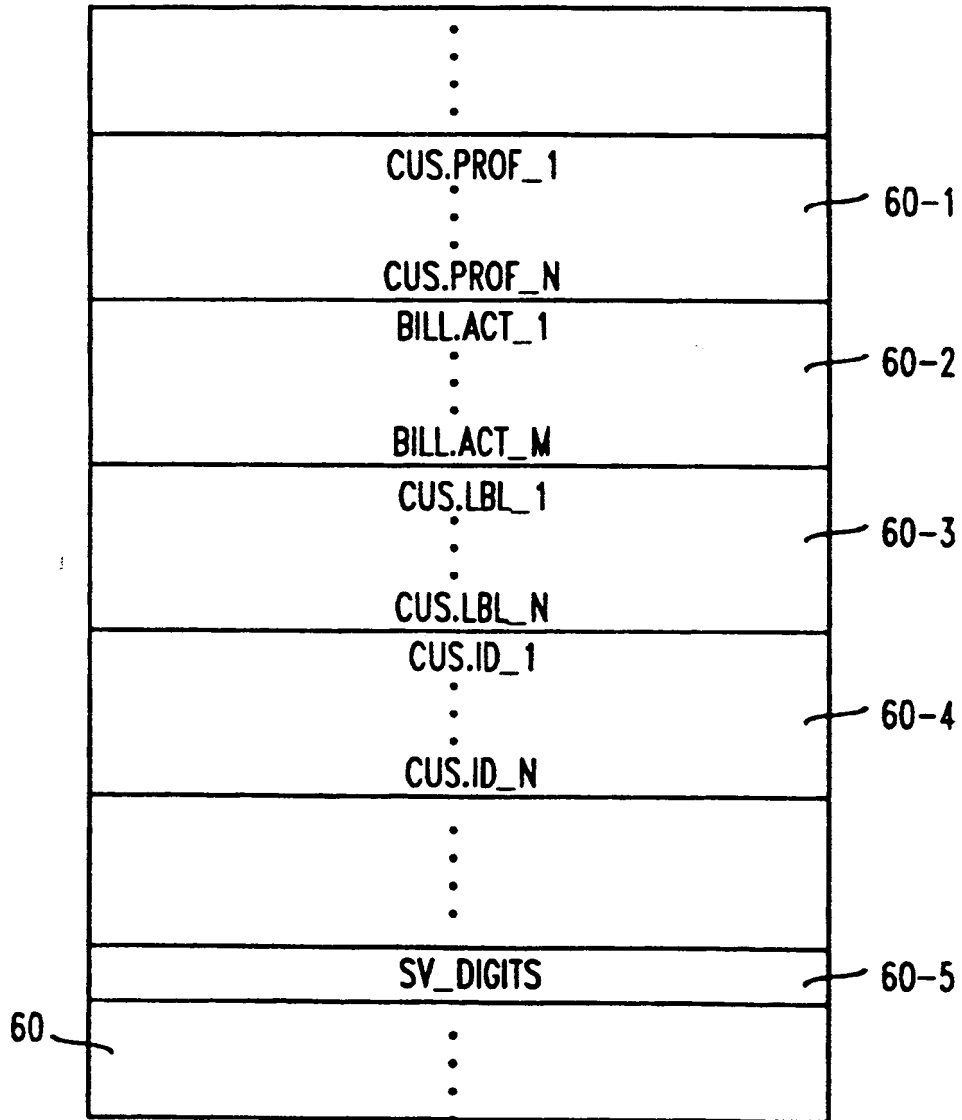 CUS.PROF_1
60-1
CUS.PROF_N
BILL.ACT_1
60-2
BILL.ACT_M
CUS.LBL_1
60-3
CUS.LBL_N
CUS.ID_1
60-4
CUS.ID_N
SV_DIGITS
60-5
60